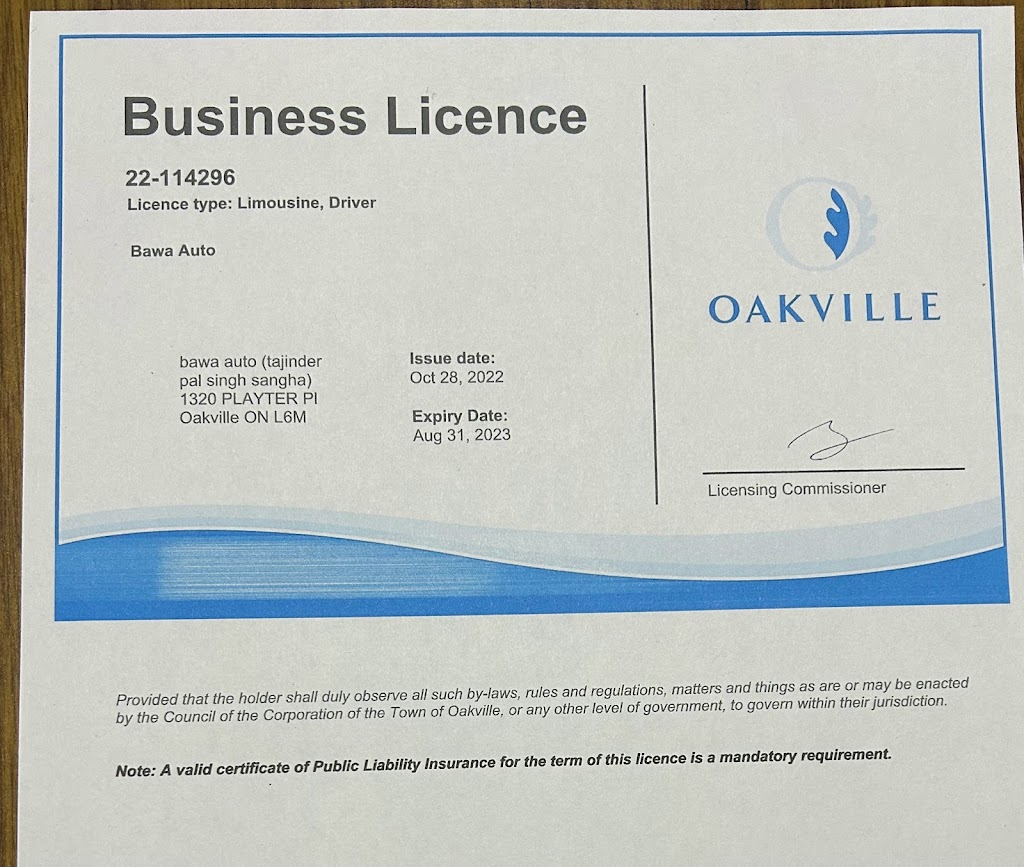 Business Licence
22-114296
Licence type: Limousine, Driver
Bawa Auto
bawa auto (tajinder
pal singh sangha)
1320 PLAYTER Pl
Oakville ON L6M
Issue date:
Oct 28, 2022
Expiry Date:
Aug 31, 2023
OAKVILLE
Licensing Commissioner
Provided that the holder shall duly observe all such by-laws, rules and regulations, matters and things as are or may be enacted
by the Council of the Corporation of the Town of Oakville, or any other level of government, to govern within their jurisdiction.
Note: A valid certificate of Public Liability Insurance for the term of this licence is a mandatory requirement.